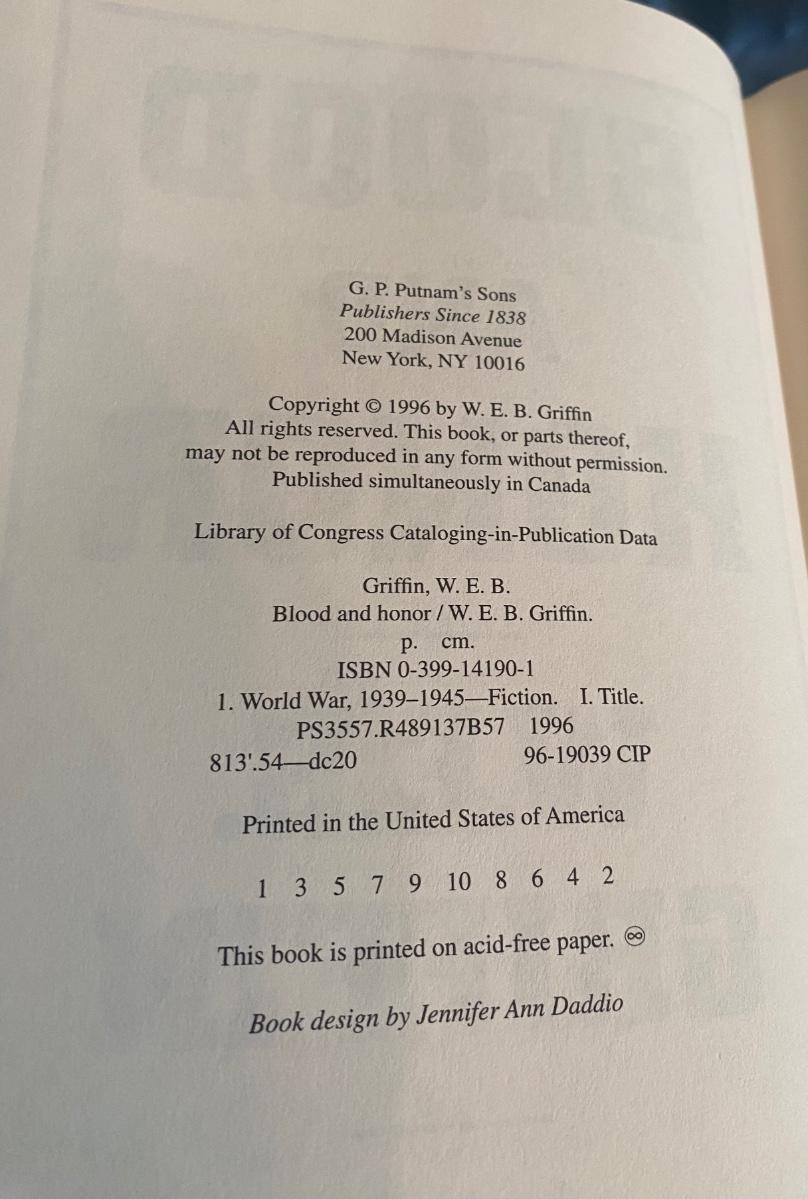 G. P. Putnam's Sons
Publishers Since 1838
200 Madison Avenue
New York, NY 10016
Copyright © 1996 by W. E. B. Griffin
All rights reserved. This book, or parts thereof,
may not be reproduced in any form without permission.
Published simultaneously in Canada
Library of Congress Cataloging-in-Publication Data
Griffin, W. E. B.
Blood and honor / W. E. B. Griffin.
p. cm.
ISBN 0-399-14190-1
1. World War, 1939–1945—Fiction. I. Title.
PS3557.R489137B57 1996
813'.54—dc20 96-19039 CIP
Printed in the United States of America
1 3 5 7 9 10 8 6 4 2
This book is printed on acid-free paper. ♾
Book design by Jennifer Ann Daddio